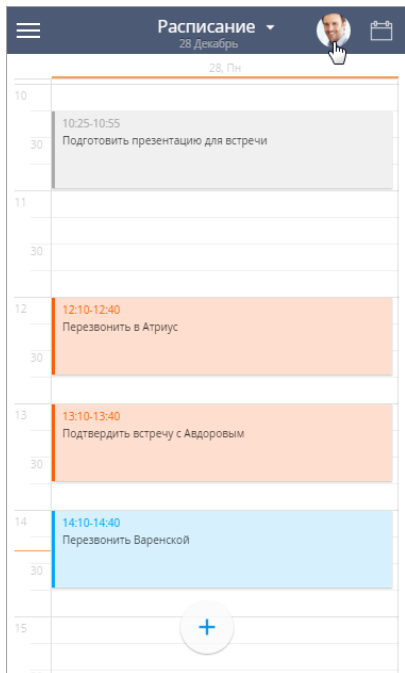 Расписание
28 Декабрь
28, Пн
10
10:25-10:55
30
Подготовить презентацию для встречи
11
30
12
12:10-12:40
Перезвонить в Атриус
30
13
13:10-13:40
Подтвердить встречу с Авдоровым
30
14
14:10-14:40
Перезвонить Варенской
30
15
+